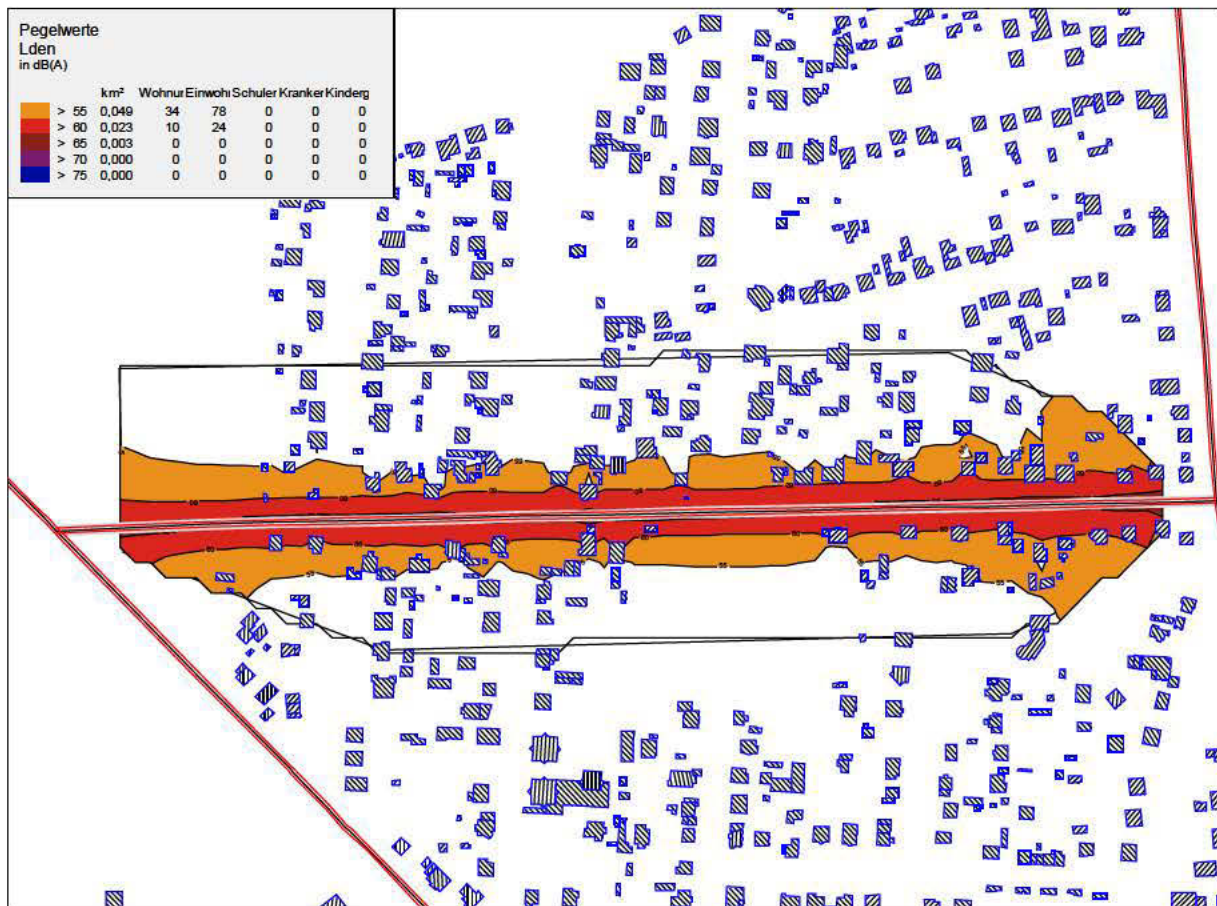 Pegelwerte
Lden
in dB(A)
km² Wohnur Einwohr Schuler Kranker Kinderg
> 55 0,049 34 78 0 0 0
> 60 0,023 10 24 0 0 0
> 65 0,003 0 0 0 0 0
> 70 0,000 0 0 0 0 0
> 75 0,000 0 0 0 0 0